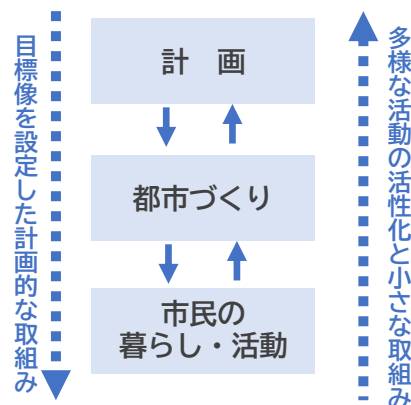 目標像を設定した計画的な取組み
計　画
都市づくり
市民の
暮らし・活動
多様な活動の活性化と小さな取組み